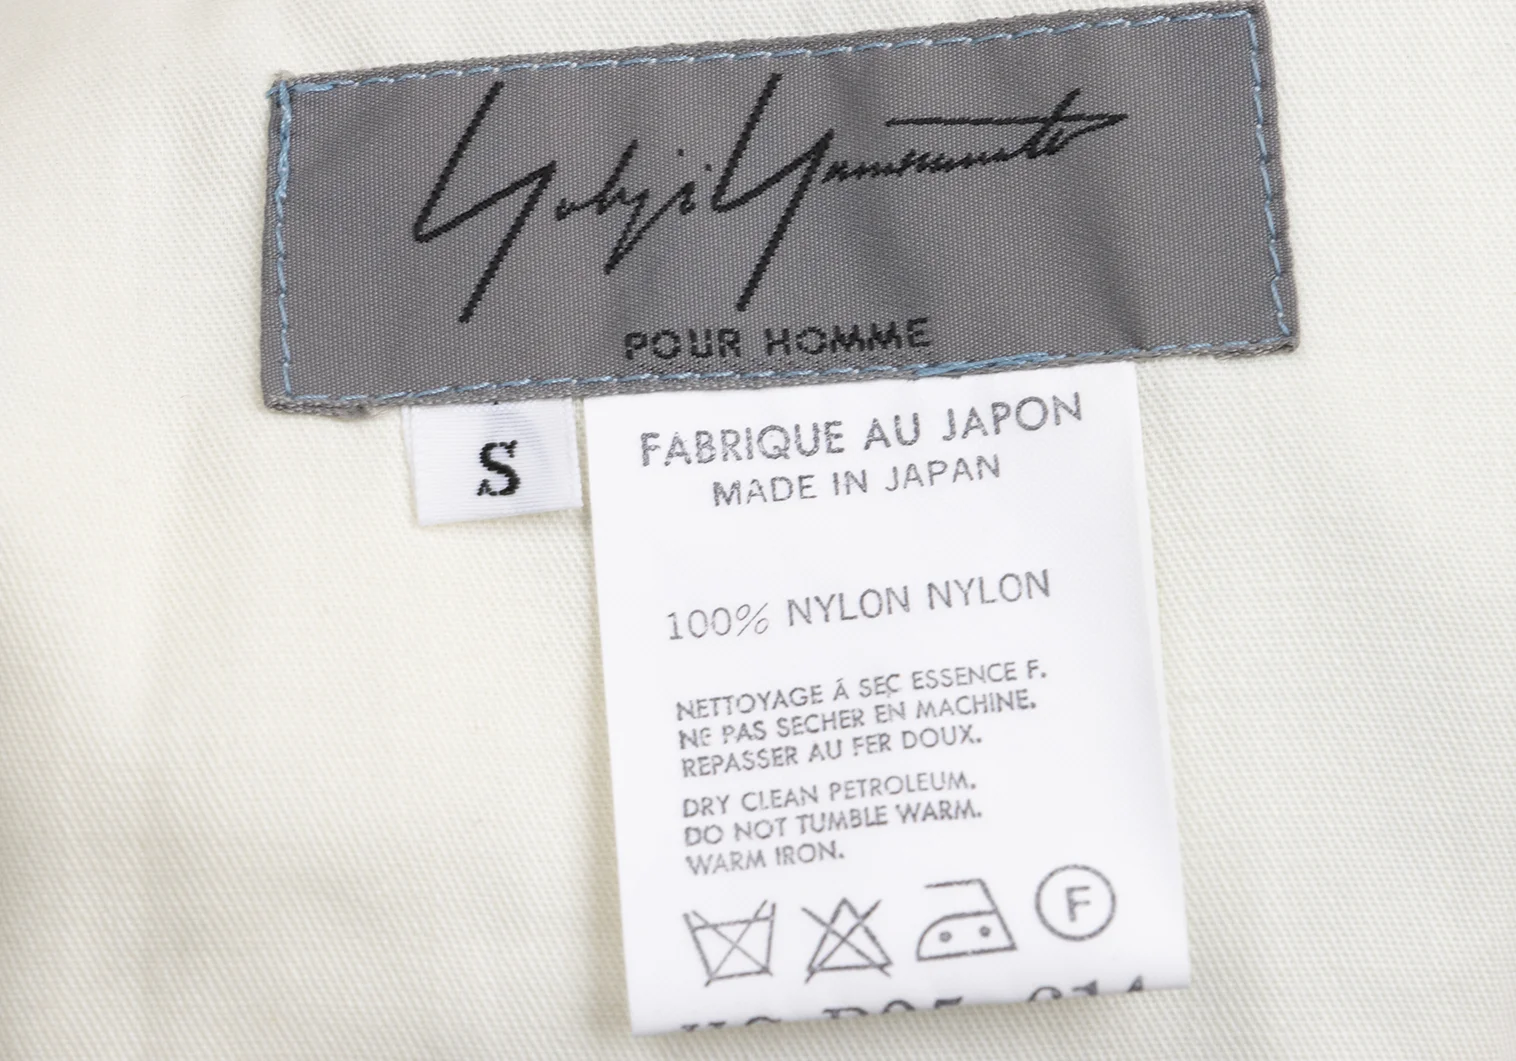 Yohji Yamamoto
POUR HOMME
S
FABRIQUE AU JAPON
MADE IN JAPAN
100% NYLON NYLON
NETTOYAGE Á SEC ESSENCE F.
NE PAS SECHER EN MACHINE.
REPASSER AU FER DOUX.
DRY CLEAN PETROLEUM.
DO NOT TUMBLE WARM.
WARM IRON.
F